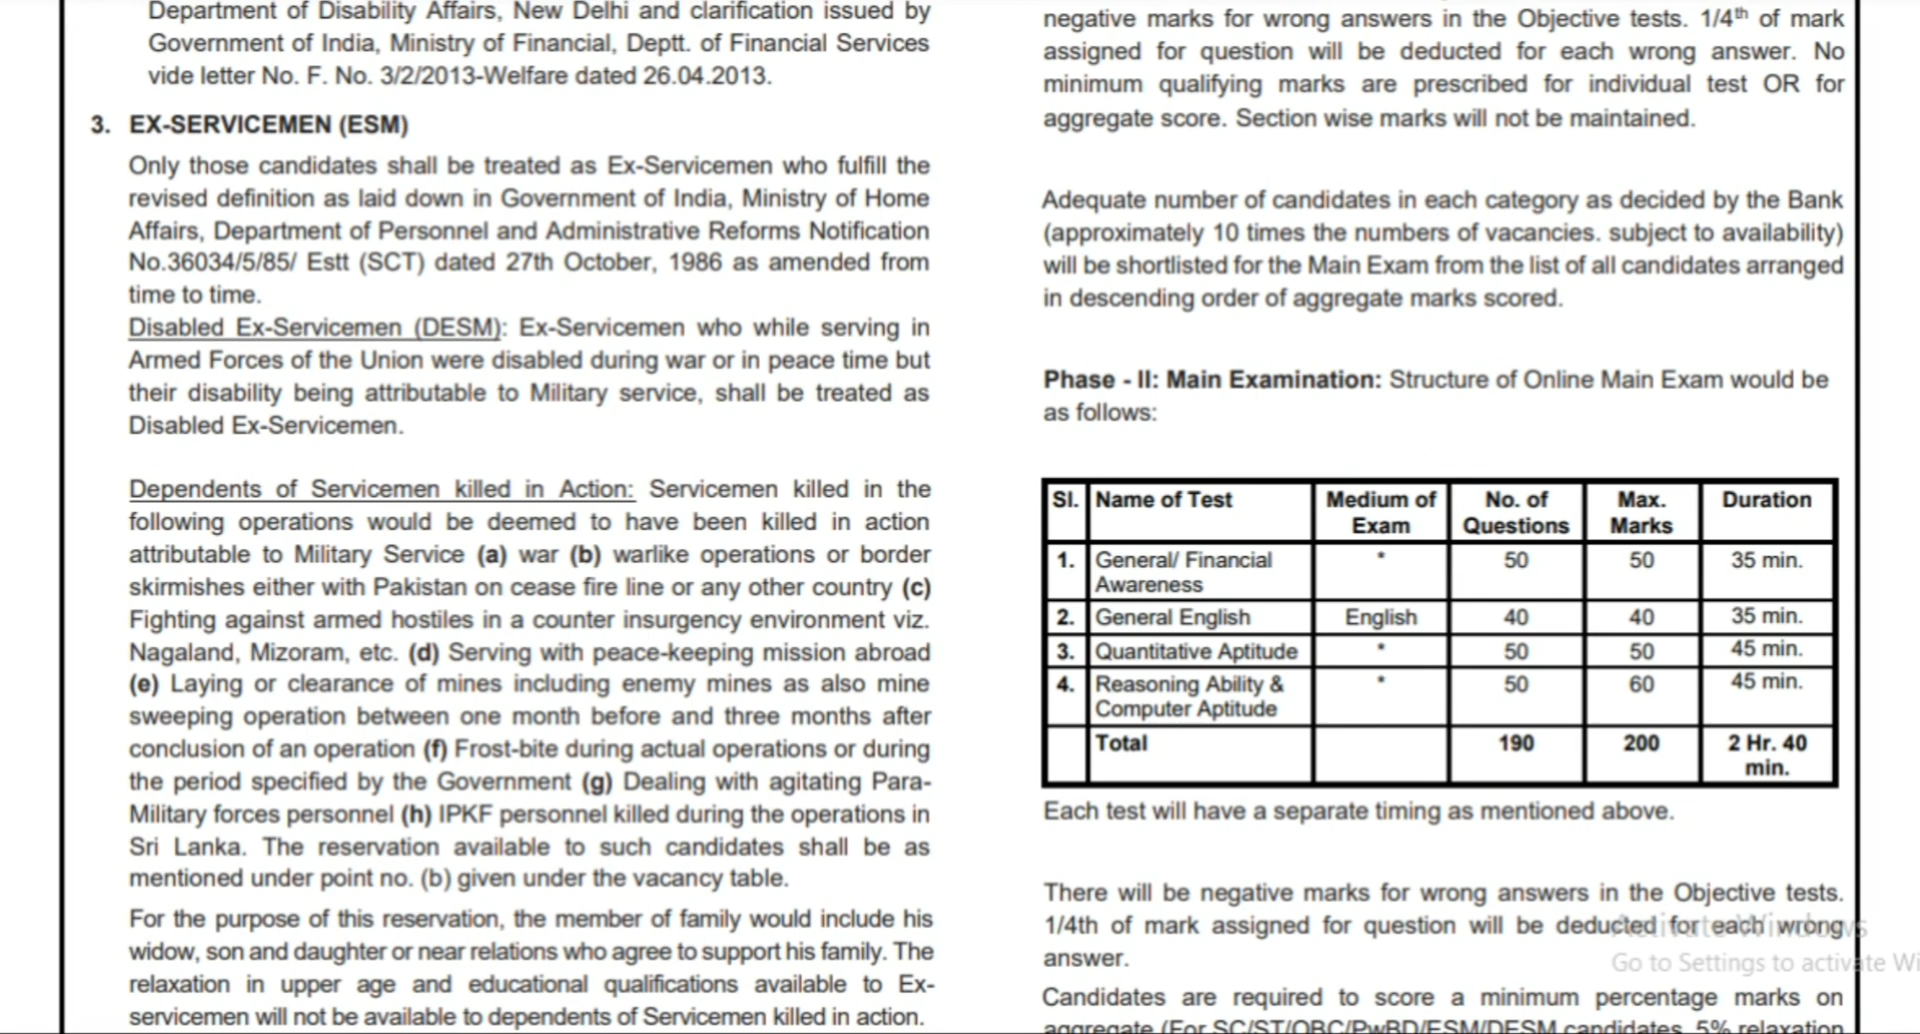 Department of Disability Affairs, New Delhi and clarification issued by
Government of India, Ministry of Financial, Deptt. of Financial Services
vide letter No. F. No. 3/2/2013-Welfare dated 26.04.2013.
3. EX-SERVICEMEN (ESM)
Only those candidates shall be treated as Ex-Servicemen who fulfill the
revised definition as laid down in Government of India, Ministry of Home
Affairs, Department of Personnel and Administrative Reforms Notification
No.36034/5/85/ Estt (SCT) dated 27th October, 1986 as amended from
time to time.
Disabled Ex-Servicemen (DESM): Ex-Servicemen who while serving in
Armed Forces of the Union were disabled during war or in peace time but
their disability being attributable to Military service, shall be treated as
Disabled Ex-Servicemen.
Dependents of Servicemen killed in Action: Servicemen killed in the
following operations would be deemed to have been killed in action
attributable to Military Service (a) war (b) warlike operations or border
skirmishes either with Pakistan on cease fire line or any other country (c)
Fighting against armed hostiles in a counter insurgency environment viz.
Nagaland, Mizoram, etc. (d) Serving with peace-keeping mission abroad
(e) Laying or clearance of mines including enemy mines as also mine
sweeping operation between one month before and three months after
conclusion of an operation (f) Frost-bite during actual operations or during
the period specified by the Government (g) Dealing with agitating Para-
Military forces personnel (h) IPKF personnel killed during the operations in
Sri Lanka. The reservation available to such candidates shall be as
mentioned under point no. (b) given under the vacancy table.
For the purpose of this reservation, the member of family would include his
widow, son and daughter or near relations who agree to support his family. The
relaxation in upper age and educational qualifications available to Ex-
servicemen will not be available to dependents of Servicemen killed in action.
negative marks for wrong answers in the Objective tests. 1/4th of mark
assigned for question will be deducted for each wrong answer. No
minimum qualifying marks are prescribed for individual test OR for
aggregate score. Section wise marks will not be maintained.
Adequate number of candidates in each category as decided by the Bank
(approximately 10 times the numbers of vacancies. subject to availability)
will be shortlisted for the Main Exam from the list of all candidates arranged
in descending order of aggregate marks scored.
Phase - II: Main Examination: Structure of Online Main Exam would be
as follows:
Sl. Name of Test Medium of Exam No. of Questions Max. Marks Duration
1. General/ Financial Awareness * 50 50 35 min.
2. General English English 40 40 35 min.
3. Quantitative Aptitude * 50 50 45 min.
4. Reasoning Ability & Computer Aptitude * 50 60 45 min.
Total 190 200 2 Hr. 40 min.
Each test will have a separate timing as mentioned above.
There will be negative marks for wrong answers in the Objective tests.
1/4th of mark assigned for question will be deducted for each wrong
answer.
Candidates are required to score a minimum percentage marks on
aggregate (For SC/ST/OBC/PwBD/ESM/DESM candidates, 5% relaxation
Activate Windows
Go to Settings to activate Wi